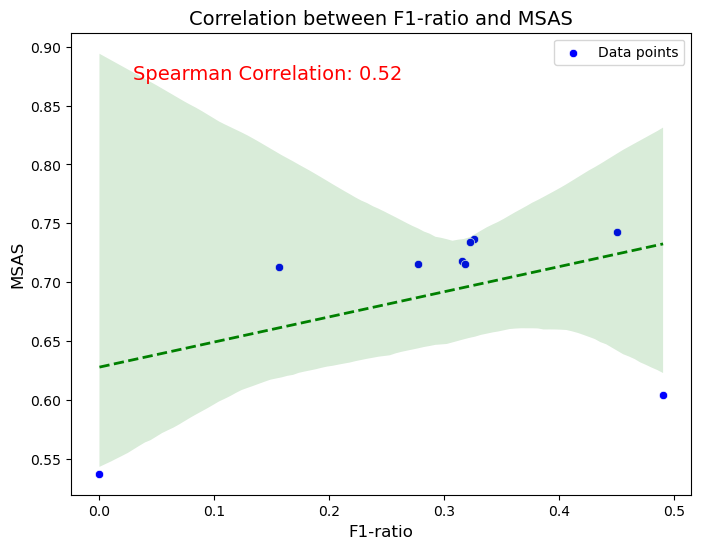 Correlation between F1-ratio and MSAS
Data points
Spearman Correlation: 0.52
0.90
0.85
0.80
0.75
0.70
0.65
0.60
0.55
MSAS
0.0 0.1 0.2 0.3 0.4 0.5
F1-ratio